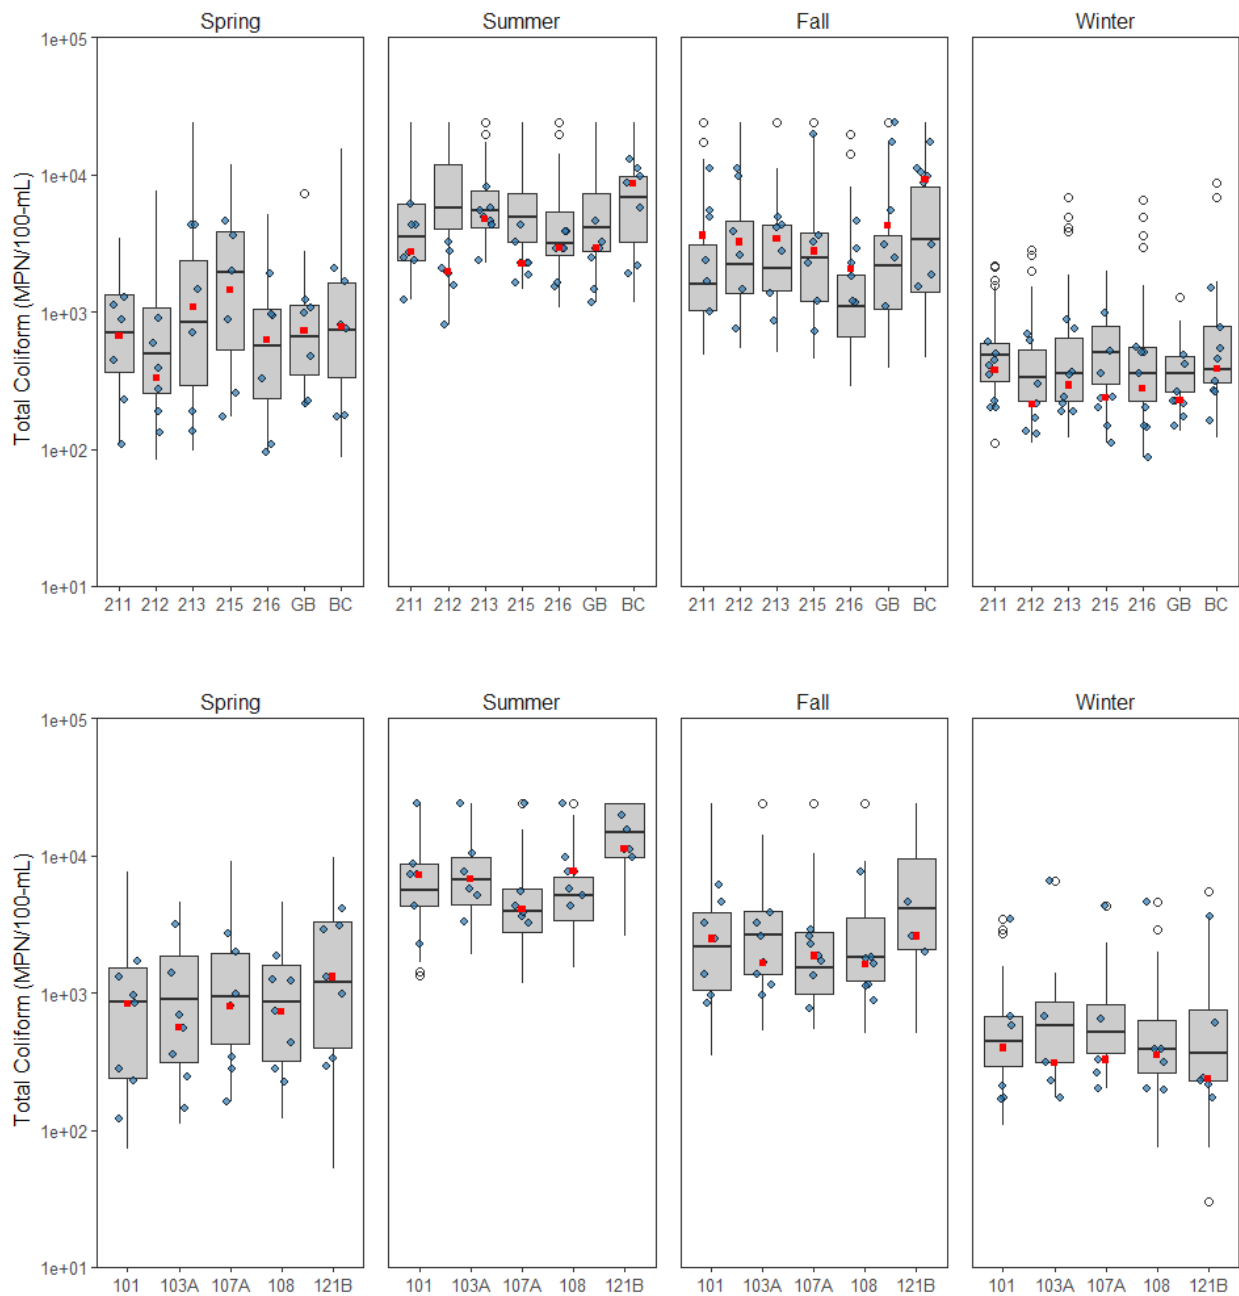 Spring Summer Fall Winter
1e+05
1e+04
1e+03
1e+02
1e+01
Total Coliform (MPN/100-mL)
211 212 213 215 216 GB BC 211 212 213 215 216 GB BC 211 212 213 215 216 GB BC 211 212 213 215 216 GB BC
Spring Summer Fall Winter
1e+05
1e+04
1e+03
1e+02
1e+01
Total Coliform (MPN/100-mL)
101 103A 107A 108 121B 101 103A 107A 108 121B 101 103A 107A 108 121B 101 103A 107A 108 121B